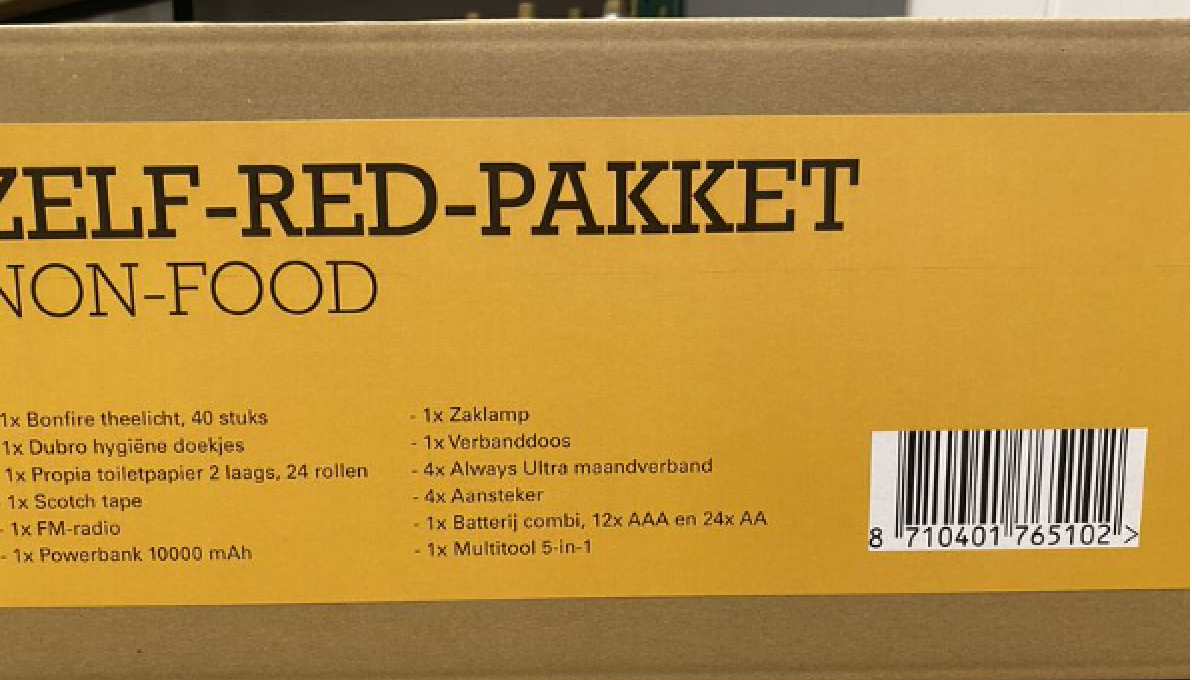 ZELF-RED-PAKKET
NON-FOOD
1x Bonfire theelicht, 40 stuks
1x Dubro hygiëne doekjes
1x Propia toiletpapier 2 laags, 24 rollen
- 1x Scotch tape
- 1x FM-radio
- 1x Powerbank 10000 mAh
- 1x Zaklamp
- 1x Verbanddoos
- 4x Always Ultra maandverband
- 4x Aansteker
- 1x Batterij combi, 12x AAA en 24x AA
- 1x Multitool 5-in-1
8 710401 765102 >